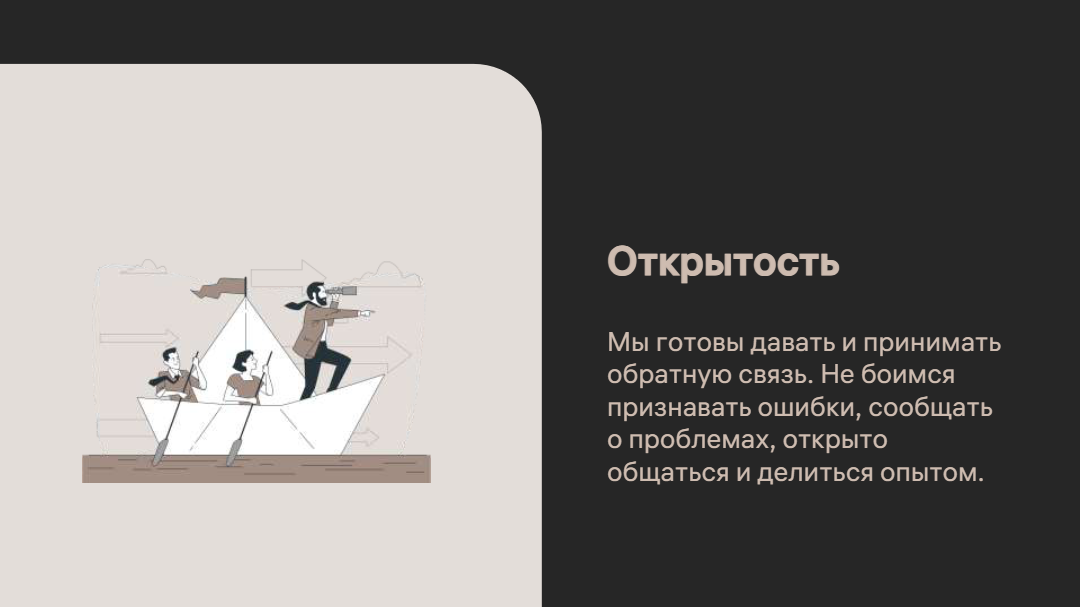 Открытость
Мы готовы давать и принимать
обратную связь. Не боимся
признавать ошибки, сообщать
о проблемах, открыто
общаться и делиться опытом.